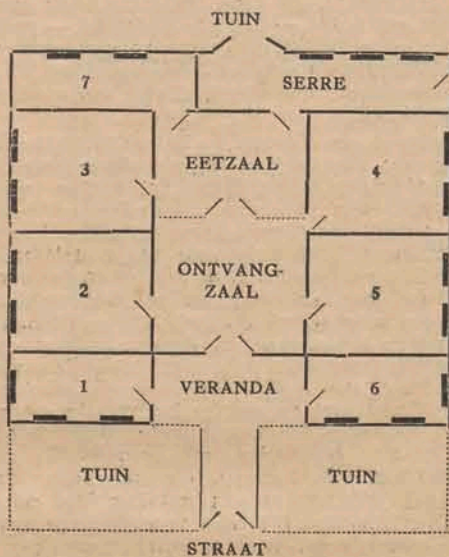 TUIN
7
SERRE
3
EETZAAL
4
2
ONTVANG-
ZAAL
5
1
VERANDA
6
TUIN
TUIN
STRAAT